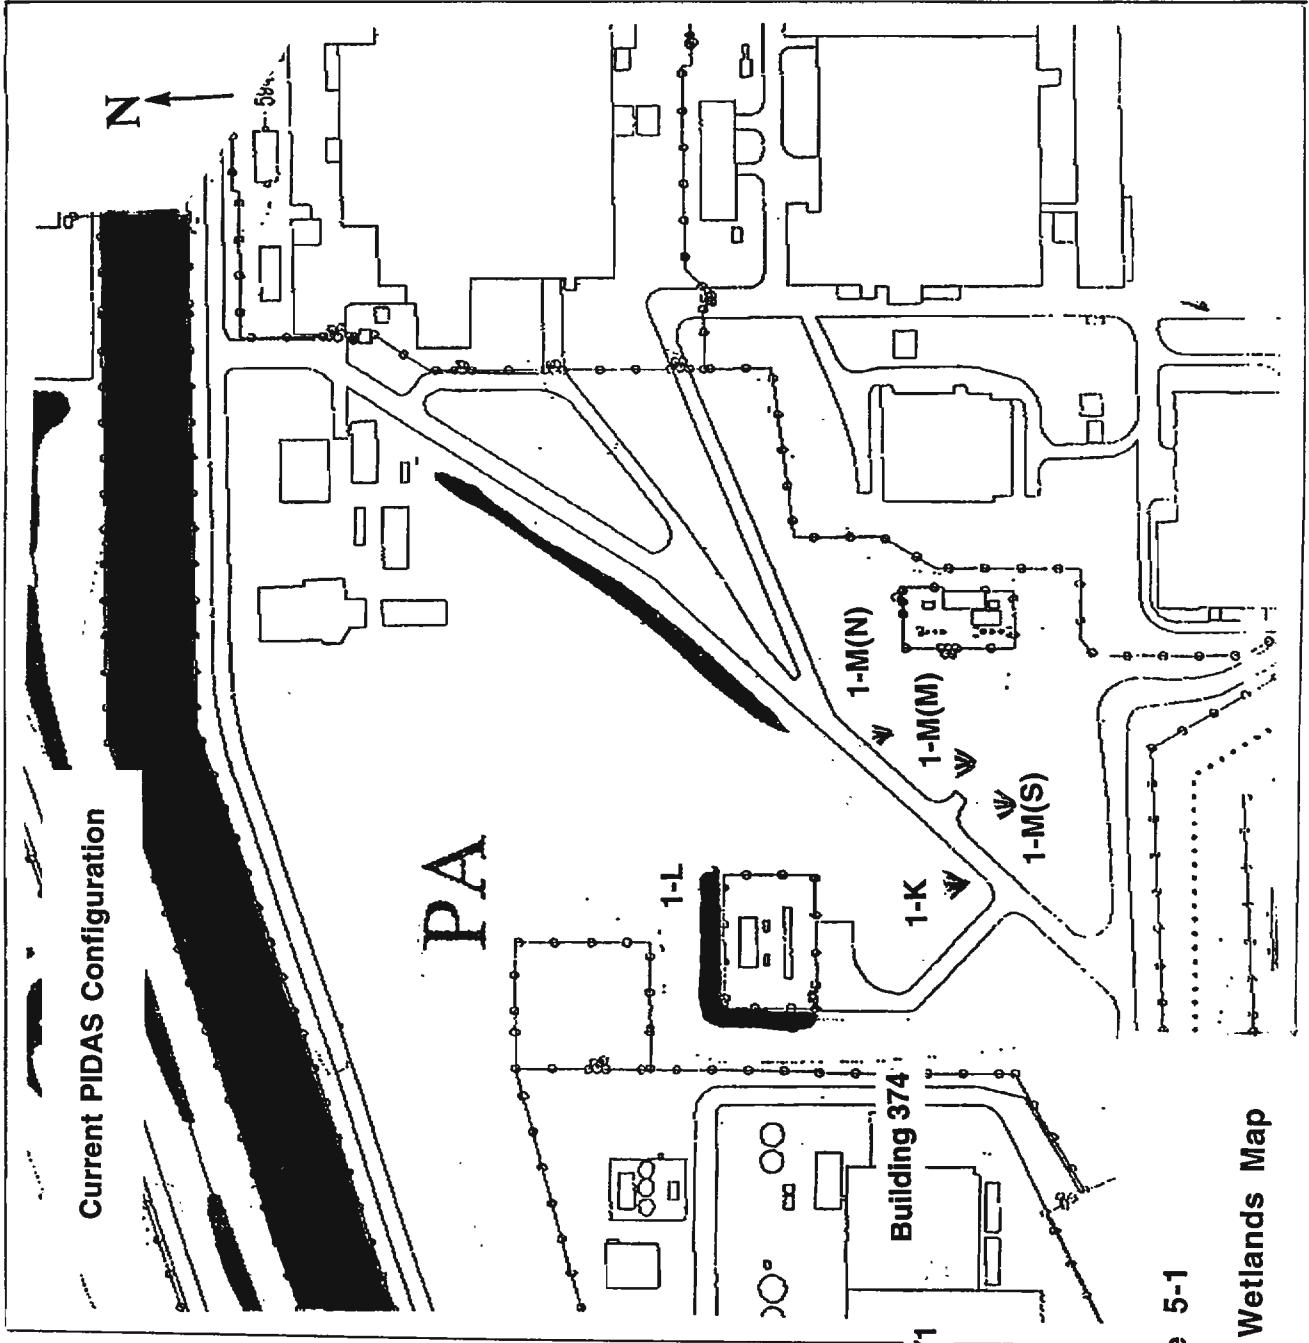 N
Current PIDAS Configuration
PA
1-L
1-M(N)
1-M(M)
1-M(S)
1-K
Building 374
5-1
Wetlands Map